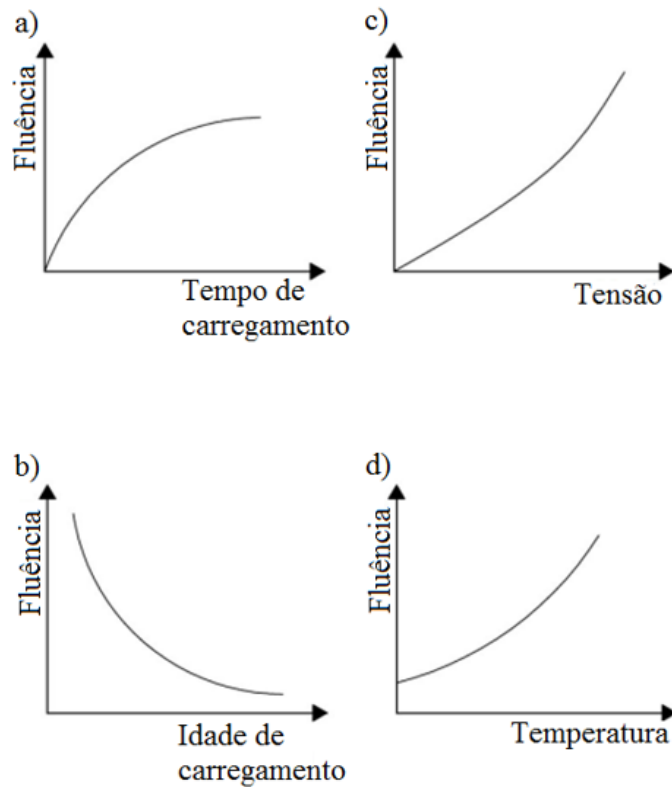 a)
Fluência
Tempo de
carregamento
c)
Fluência
Tensão
b)
Fluência
Idade de
carregamento
d)
Fluência
Temperatura